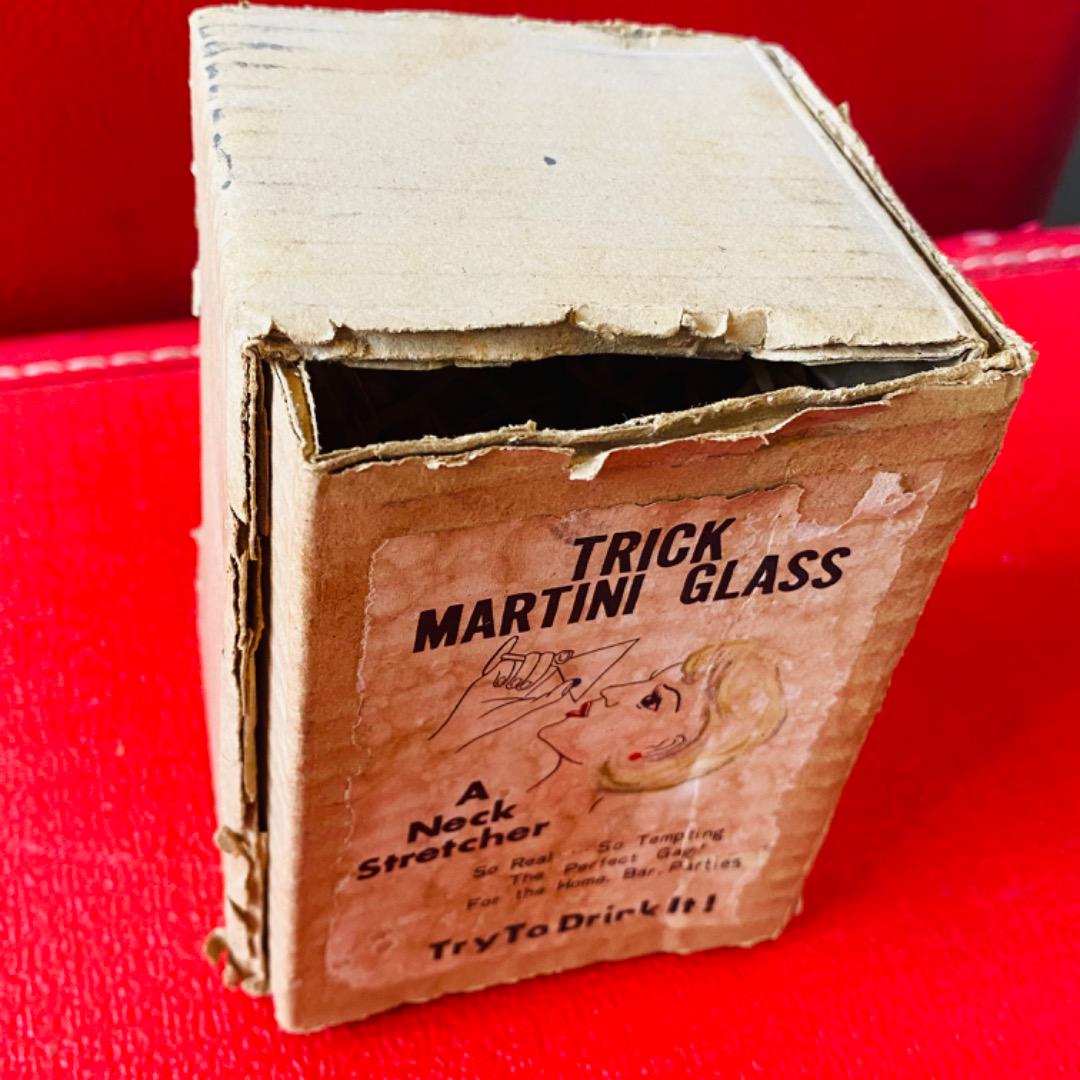 TRICK
MARTINI GLASS
A
Neck
Stretcher
So Real ... So Tempting
The Perfect Gag!
For the Home, Bar, Parties
Try To Drink It!